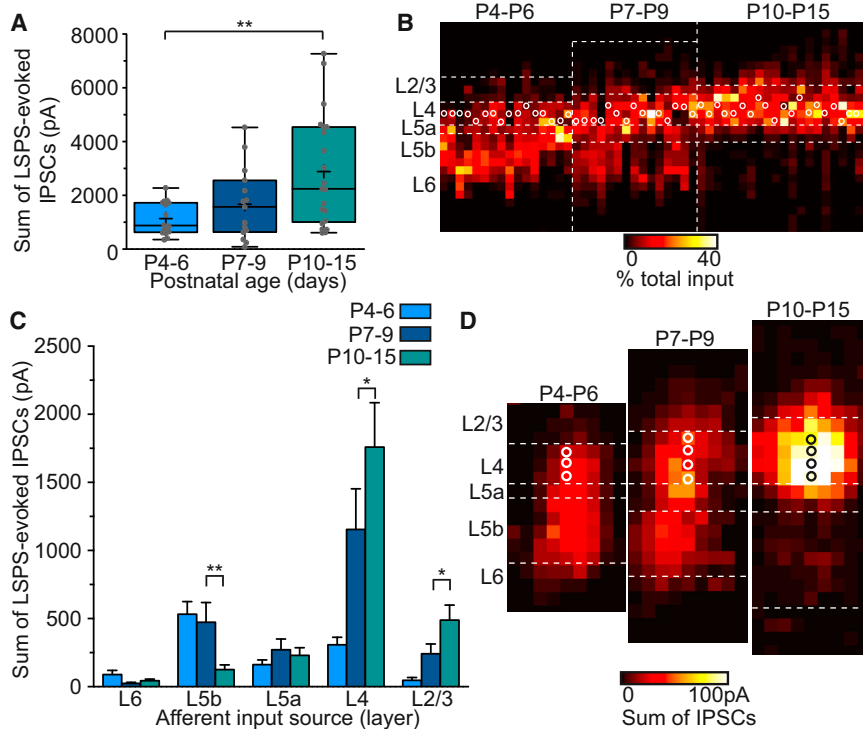 A
**
Sum of LSPS-evoked
IPSCs (pA)
8000
6000
4000
2000
0
P4-6
P7-9
P10-15
Postnatal age (days)
B
P4-P6
P7-P9
P10-P15
L2/3
L4
L5a
L5b
L6
0
40
% total input
C
P4-6
P7-9
P10-15
Sum of LSPS-evoked IPSCs (pA)
2500
2000
1500
1000
500
0
**
*
*
L6
L5b
L5a
L4
L2/3
Afferent input source (layer)
D
P4-P6
P7-P9
P10-P15
L2/3
L4
L5a
L5b
L6
0
100pA
Sum of IPSCs